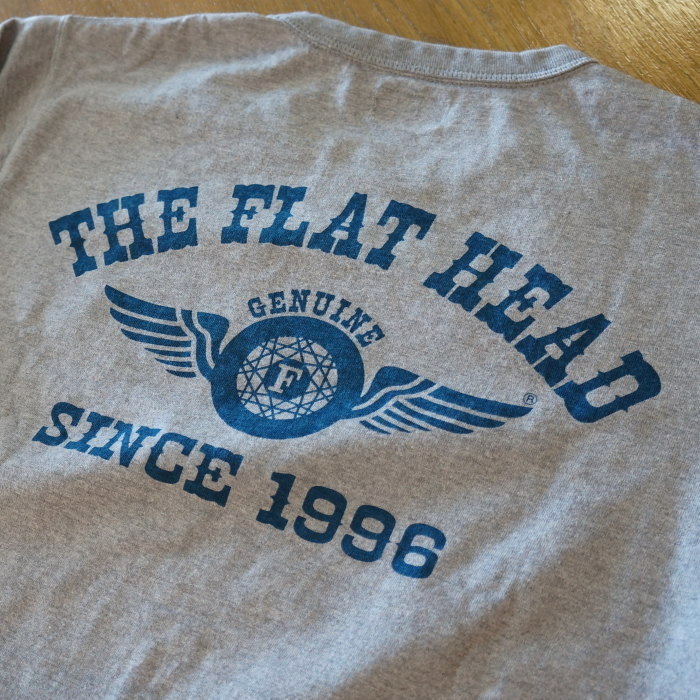 THE FLAT HEAD
GENUINE
F
®
SINCE 1996